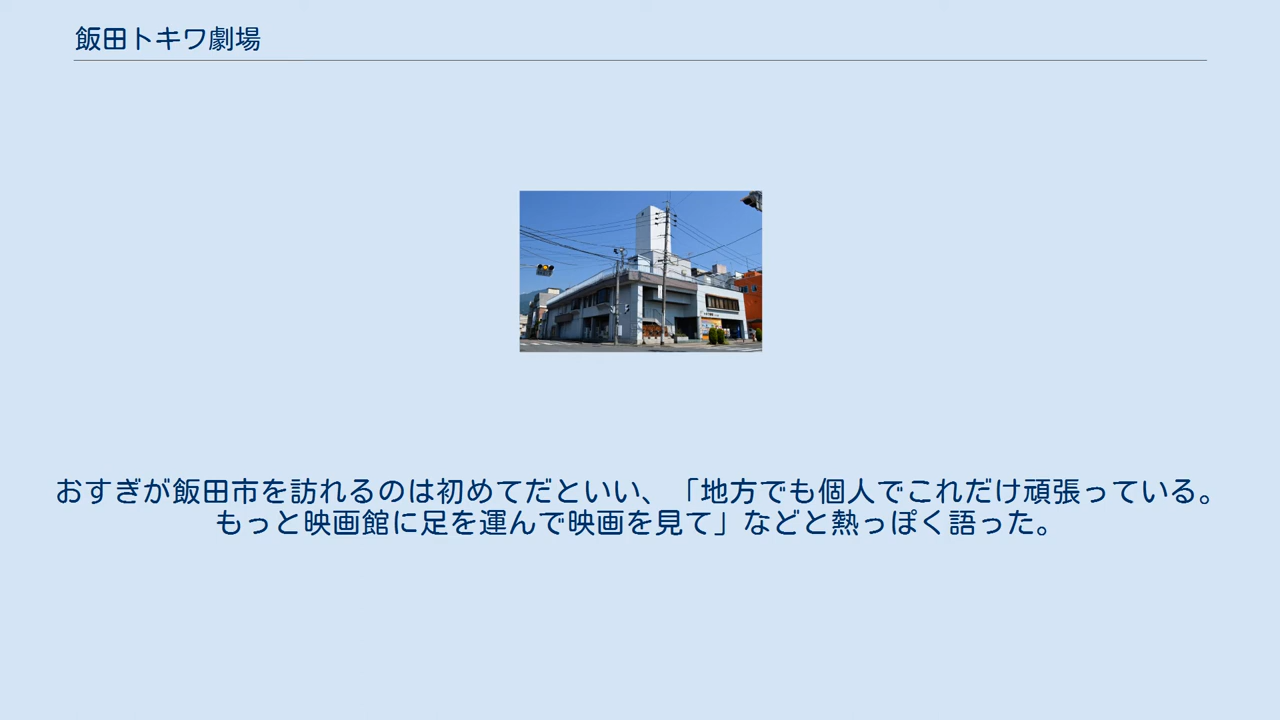 飯田トキワ劇場
おすぎが飯田市を訪れるのは初めてだといい、「地方でも個人でこれだけ頑張っている。
もっと映画館に足を運んで映画を見て」などと熱っぽく語った。